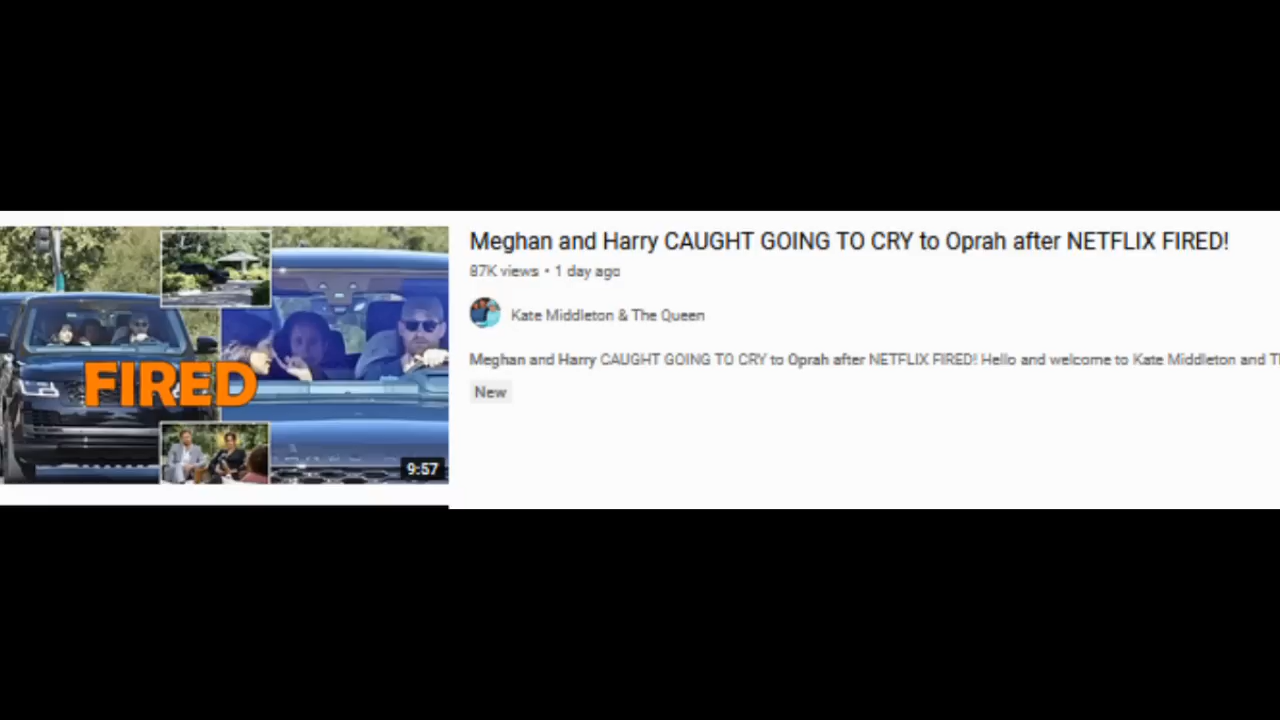 Meghan and Harry CAUGHT GOING TO CRY to Oprah after NETFLIX FIRED!
87K views • 1 day ago
Kate Middleton & The Queen
Meghan and Harry CAUGHT GOING TO CRY to Oprah after NETFLIX FIRED! Hello and welcome to Kate Middleton and
New
FIRED
9:57